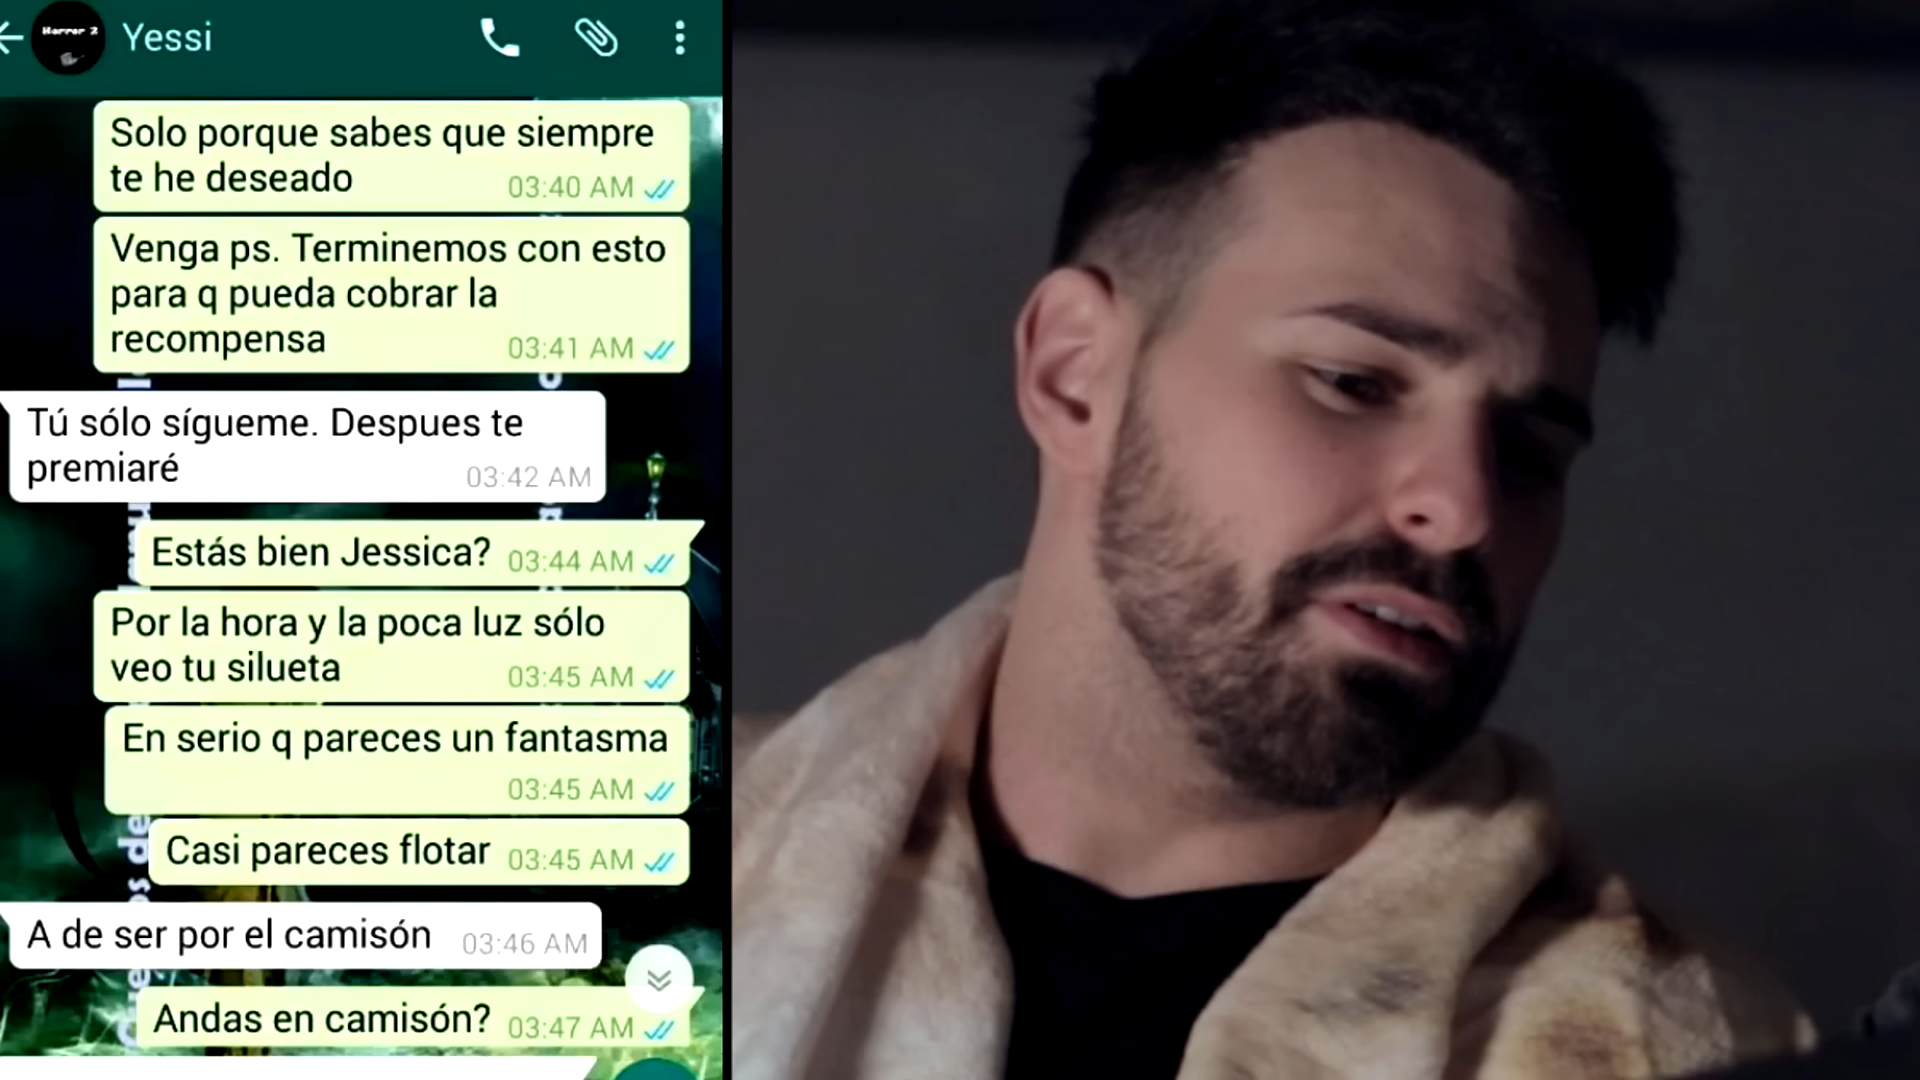 Horror 2
Yessi
Solo porque sabes que siempre
te he deseado
03:40 AM
Venga ps. Terminemos con esto
para q pueda cobrar la
recompensa
03:41 AM
Tú sólo sígueme. Despues te
premiaré
03:42 AM
Estás bien Jessica? 03:44 AM
Por la hora y la poca luz sólo
veo tu silueta
03:45 AM
En serio q pareces un fantasma
03:45 AM
Casi pareces flotar 03:45 AM
A de ser por el camisón 03:46 AM
Andas en camisón? 03:47 AM